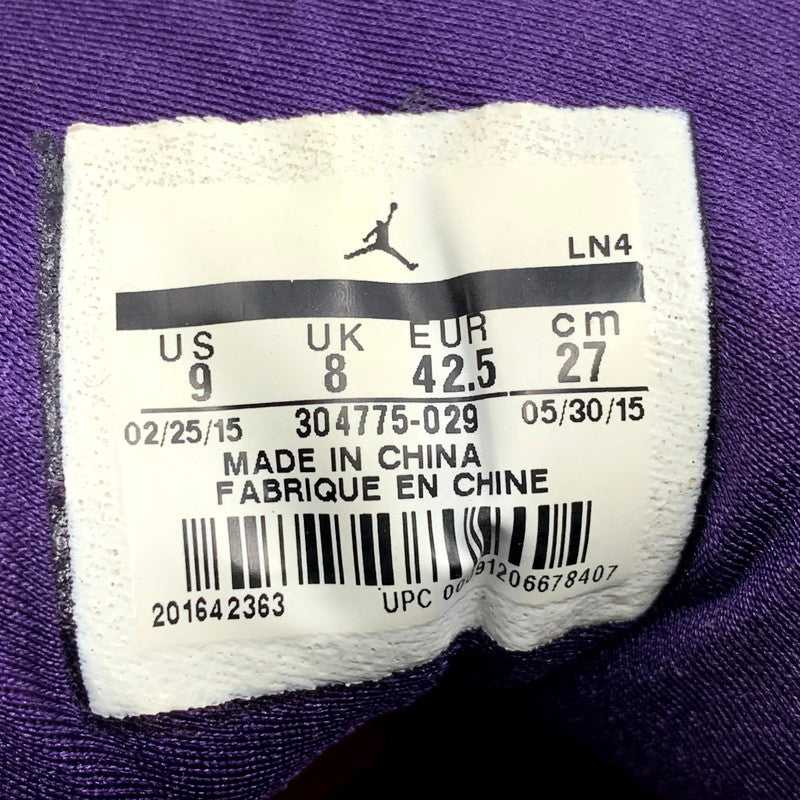 LN4
US UK EUR cm
9 8 42.5 27
02/25/15 304775-029 05/30/15
MADE IN CHINA
FABRIQUE EN CHINE
201642363 UPC 00091206678407